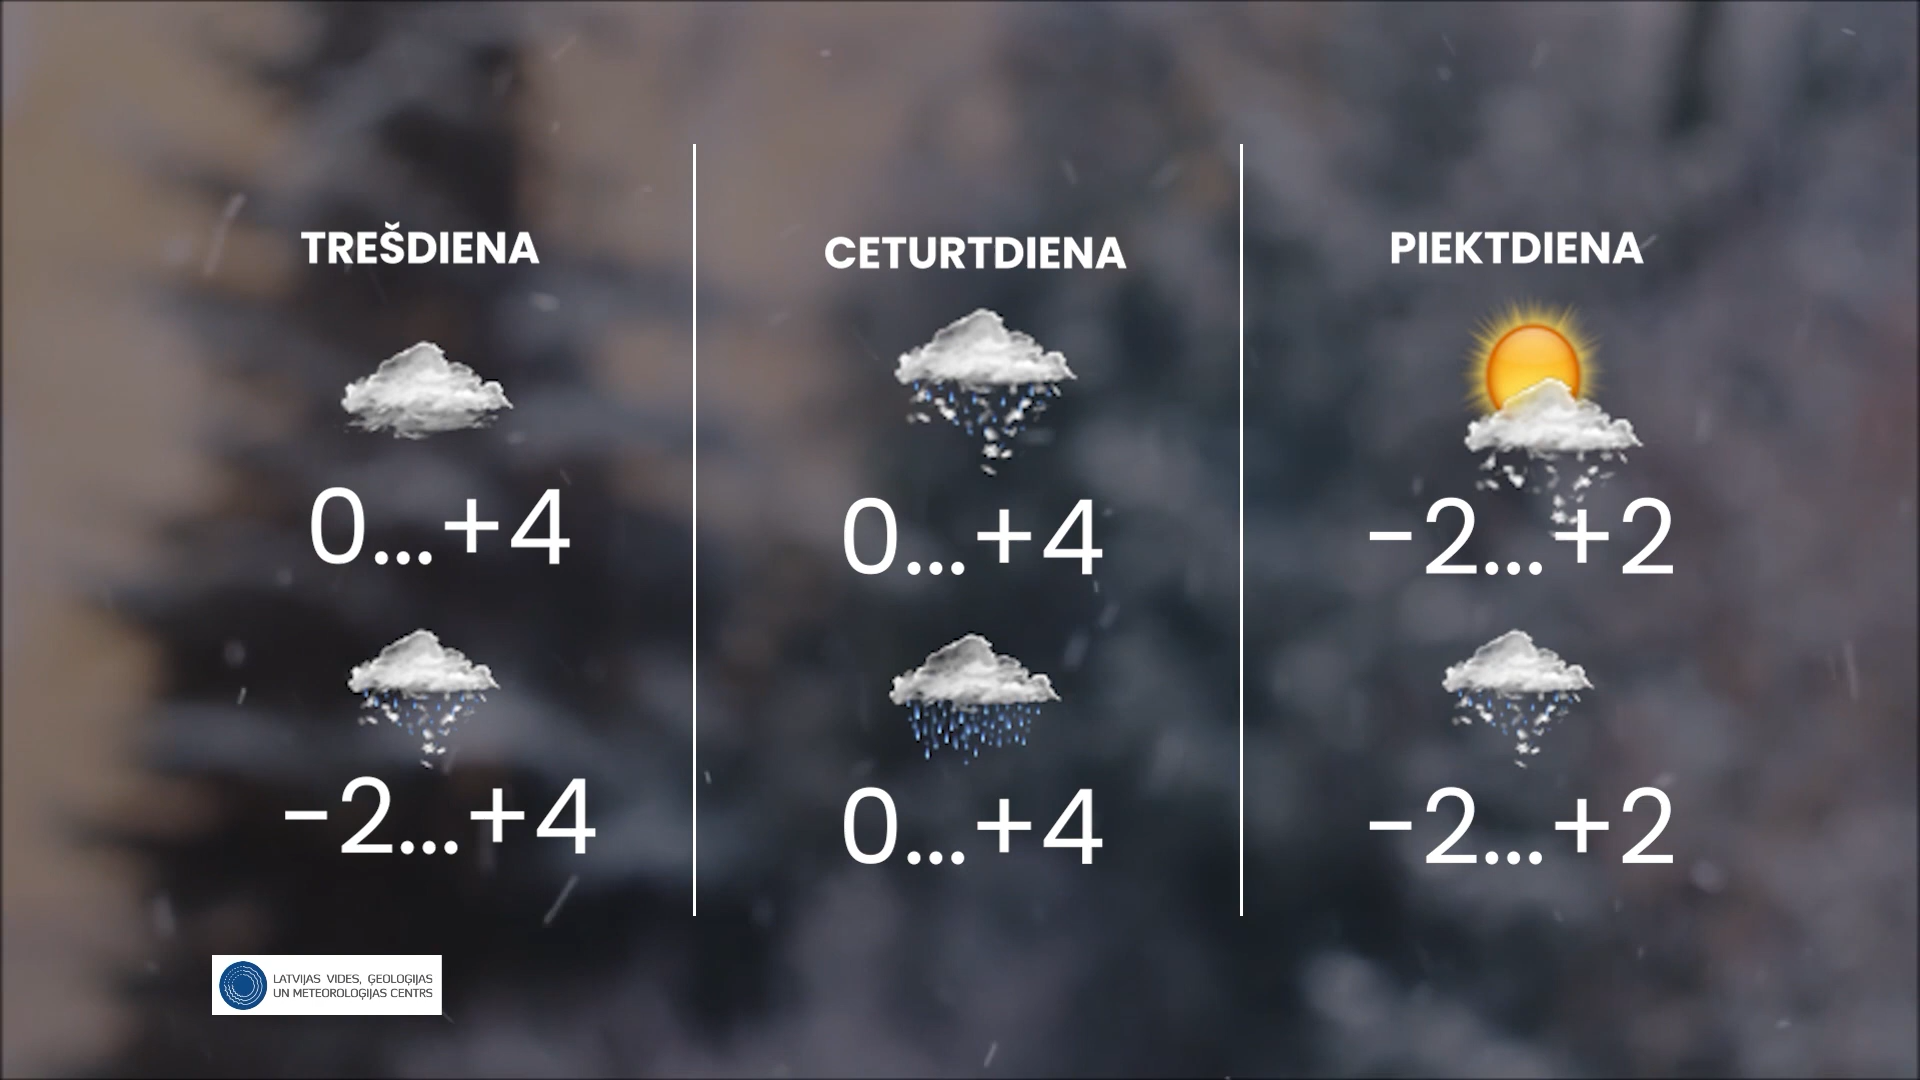 TREŠDIENA
0...+4
-2...+4
CETURTDIENA
0...+4
0...+4
PIEKTDIENA
-2...+2
-2...+2
LATVIJAS VIDES, ĢEOLOĢIJAS
UN METEOROLOĢIJAS CENTRS